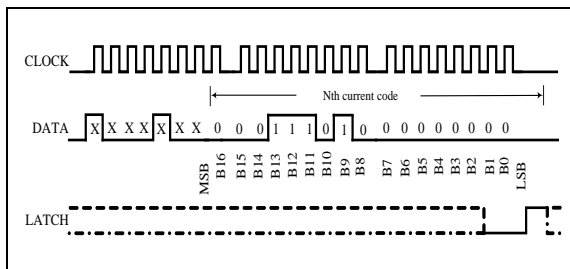 CLOCK
Nth current code
DATA X X X X X X X 0 0 0 1 1 1 0 1 0 0 0 0 0 0 0 0 0
MSB B16 B15 B14 B13 B12 B11 B10 B9 B8 B7 B6 B5 B4 B3 B2 B1 B0 LSB
LATCH